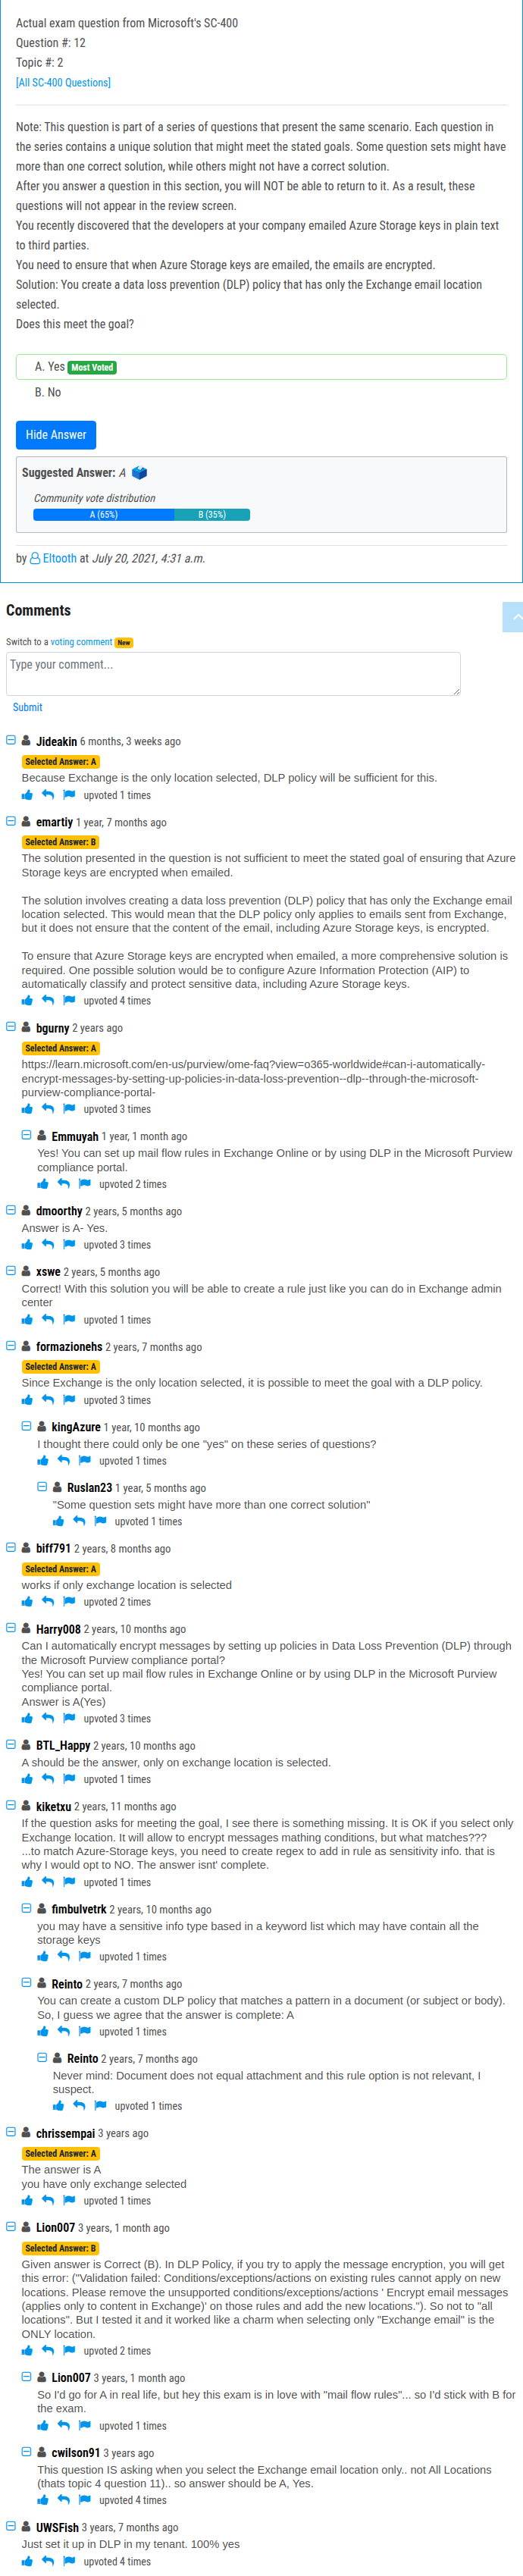 Actual exam question from Microsoft's SC-400
Question #: 12
Topic #: 2
[All SC-400 Questions]
Note: This question is part of a series of questions that present the same scenario. Each question in
the series contains a unique solution that might meet the stated goals. Some question sets might have
more than one correct solution, while others might not have a correct solution.
After you answer a question in this section, you will NOT be able to return to it. As a result, these
questions will not appear in the review screen.
You recently discovered that the developers at your company emailed Azure Storage keys in plain text
to third parties.
You need to ensure that when Azure Storage keys are emailed, the emails are encrypted.
Solution: You create a data loss prevention (DLP) policy that has only the Exchange email location
selected.
Does this meet the goal?
A. Yes Most Voted
B. No
Hide Answer
Suggested Answer: A
Community vote distribution
A (65%) B (35%)
by Eltooth at July 20, 2021, 4:31 a.m.
Comments
Switch to a voting comment New
Type your comment...
Submit
Jideakin 6 months, 3 weeks ago
Selected Answer: A
Because Exchange is the only location selected, DLP policy will be sufficient for this.
upvoted 1 times
emartiy 1 year, 7 months ago
Selected Answer: B
The solution presented in the question is not sufficient to meet the stated goal of ensuring that Azure
Storage keys are encrypted when emailed.
The solution involves creating a data loss prevention (DLP) policy that has only the Exchange email
location selected. This would mean that the DLP policy only applies to emails sent from Exchange,
but it does not ensure that the content of the email, including Azure Storage keys, is encrypted.
To ensure that Azure Storage keys are encrypted when emailed, a more comprehensive solution is
required. One possible solution would be to configure Azure Information Protection (AIP) to
automatically classify and protect sensitive data, including Azure Storage keys.
upvoted 4 times
bgurny 2 years ago
Selected Answer: A
https://learn.microsoft.com/en-us/purview/ome-faq?view=o365-worldwide#can-i-automatically-
encrypt-messages-by-setting-up-policies-in-data-loss-prevention--dlp--through-the-microsoft-
purview-compliance-portal-
upvoted 3 times
Emmuyah 1 year, 1 month ago
Yes! You can set up mail flow rules in Exchange Online or by using DLP in the Microsoft Purview
compliance portal.
upvoted 2 times
dmoorthy 2 years, 5 months ago
Answer is A- Yes.
upvoted 3 times
xswe 2 years, 5 months ago
Correct! With this solution you will be able to create a rule just like you can do in Exchange admin
center
upvoted 1 times
formazionehs 2 years, 7 months ago
Selected Answer: A
Since Exchange is the only location selected, it is possible to meet the goal with a DLP policy.
upvoted 3 times
kingAzure 1 year, 10 months ago
I thought there could only be one "yes" on these series of questions?
upvoted 1 times
Ruslan23 1 year, 5 months ago
"Some question sets might have more than one correct solution"
upvoted 1 times
biff791 2 years, 8 months ago
Selected Answer: A
works if only exchange location is selected
upvoted 2 times
Harry008 2 years, 10 months ago
Can I automatically encrypt messages by setting up policies in Data Loss Prevention (DLP) through
the Microsoft Purview compliance portal?
Yes! You can set up mail flow rules in Exchange Online or by using DLP in the Microsoft Purview
compliance portal.
Answer is A(Yes)
upvoted 3 times
BTL_Happy 2 years, 10 months ago
A should be the answer, only on exchange location is selected.
upvoted 1 times
kiketxu 2 years, 11 months ago
If the question asks for meeting the goal, I see there is something missing. It is OK if you select only
Exchange location. It will allow to encrypt messages mathing conditions, but what matches???
...to match Azure-Storage keys, you need to create regex to add in rule as sensitivity info. that is
why I would opt to NO. The answer isnt' complete.
upvoted 1 times
fimbulvetrk 2 years, 10 months ago
you may have a sensitive info type based in a keyword list which may have contain all the
storage keys
upvoted 1 times
Reinto 2 years, 7 months ago
You can create a custom DLP policy that matches a pattern in a document (or subject or body).
So, I guess we agree that the answer is complete: A
upvoted 1 times
Reinto 2 years, 7 months ago
Never mind: Document does not equal attachment and this rule option is not relevant, I
suspect.
upvoted 1 times
chrissempai 3 years ago
Selected Answer: A
The answer is A
you have only exchange selected
upvoted 1 times
Lion007 3 years, 1 month ago
Selected Answer: B
Given answer is Correct (B). In DLP Policy, if you try to apply the message encryption, you will get
this error: ("Validation failed: Conditions/exceptions/actions on existing rules cannot apply on new
locations. Please remove the unsupported conditions/exceptions/actions ' Encrypt email messages
(applies only to content in Exchange)' on those rules and add the new locations."). So not to "all
locations". But I tested it and it worked like a charm when selecting only "Exchange email" is the
ONLY location.
upvoted 2 times
Lion007 3 years, 1 month ago
So I'd go for A in real life, but hey this exam is in love with "mail flow rules"... so I'd stick with B for
the exam.
upvoted 1 times
cwilson91 3 years ago
This question IS asking when you select the Exchange email location only.. not All Locations
(thats topic 4 question 11).. so answer should be A, Yes.
upvoted 4 times
UWSFish 3 years, 7 months ago
Just set it up in DLP in my tenant. 100% yes
upvoted 4 times